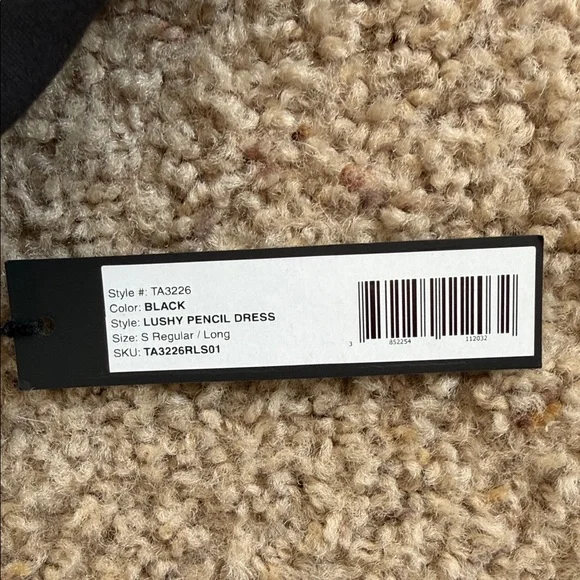 Style #: TA3226
Color: BLACK
Style: LUSHY PENCIL DRESS
Size: S Regular / Long
SKU: TA3226RLS01
3 852254 112032